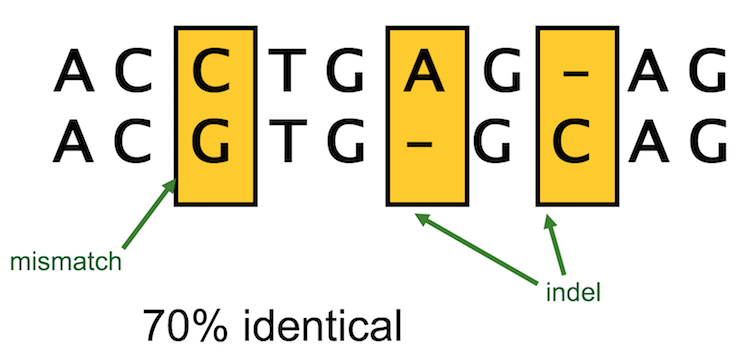 A C C T G A G – A G
A C G T G – G C A G
mismatch
indel
70% identical